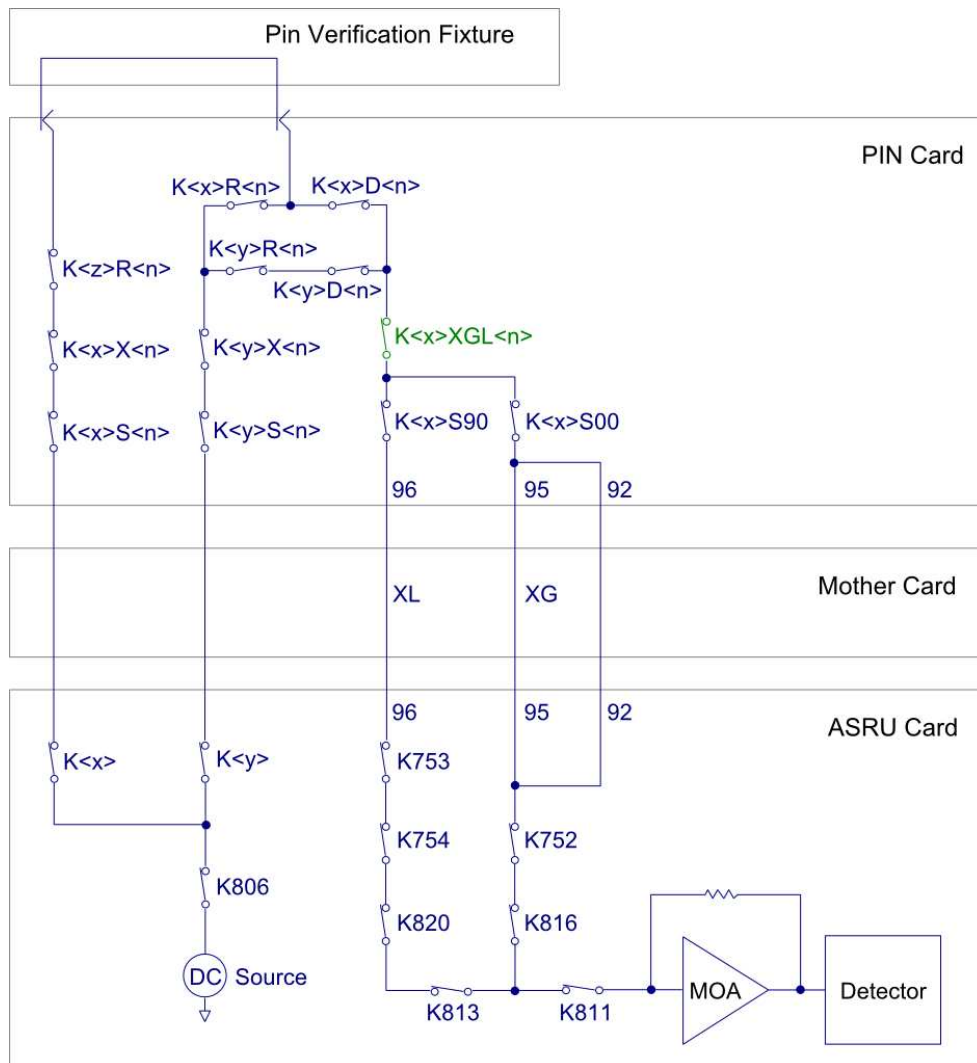 Pin Verification Fixture
PIN Card
K<x>R<n>
K<x>D<n>
K<z>R<n>
K<y>R<n>
K<y>D<n>
K<x>X<n>
K<y>X<n>
K<x>XGL<n>
K<x>S<n>
K<y>S<n>
K<x>S90
K<x>S00
96
95
92
Mother Card
XL
XG
96
95
92
ASRU Card
K<x>
K<y>
K753
K754
K752
K806
K820
K816
DC
Source
K813
K811
MOA
Detector